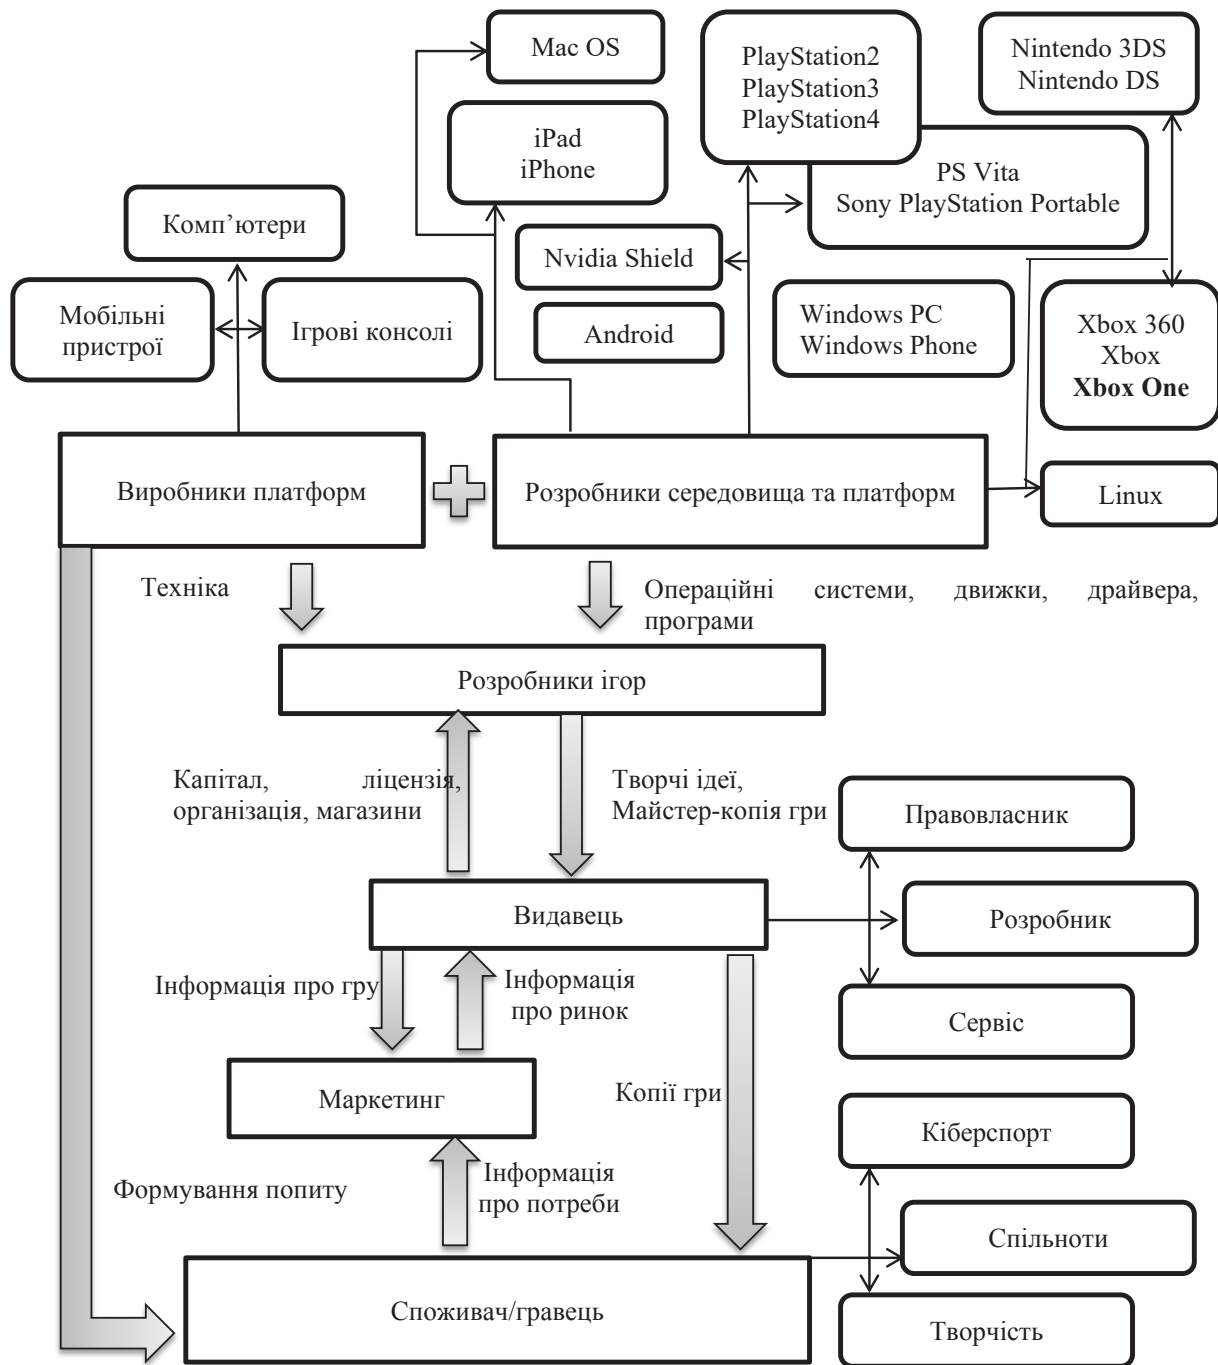 Mac OS
PlayStation2
PlayStation3
PlayStation4
Nintendo 3DS
Nintendo DS
iPad
iPhone
PS Vita
Sony PlayStation Portable
Комп’ютери
Nvidia Shield
Мобільні
пристрої
Ігрові консолі
Android
Windows PC
Windows Phone
Xbox 360
Xbox
Xbox One
Виробники платформ
Розробники середовища та платформ
Linux
Техніка
Операційні системи, движки, драйвера,
програми
Розробники ігор
Капітал, ліцензія,
організація, магазини
Творчі ідеї,
Майстер-копія гри
Правовласник
Видавець
Розробник
Інформація про гру
Інформація
про ринок
Сервіс
Маркетинг
Копії гри
Кіберспорт
Формування попиту
Інформація
про потреби
Спільноти
Споживач/гравець
Творчість